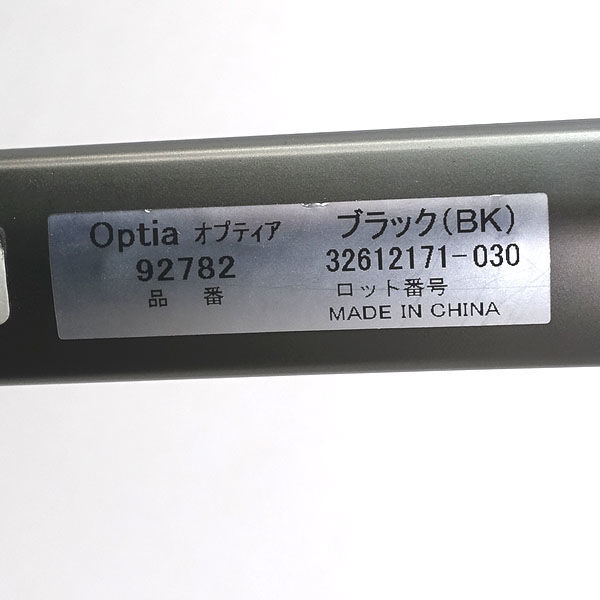 Optia オプティア ブラック(BK)
92782 32612171-030
品 番 ロット番号
MADE IN CHINA